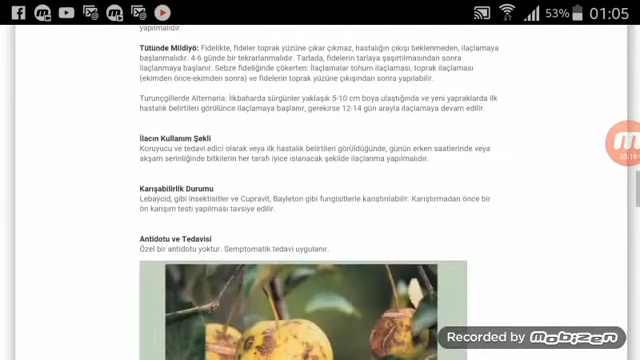 53% 01:05
yapılmalıdır.
Tütünde Mildiyö: Fidelikte, fideler toprak yüzüne çıkar çıkmaz, hastalığın çıkışı beklenmeden, ilaçlamaya
başlanmalıdır. 4-6 günde bir tekrarlanmalıdır. Tarlada, fidelerin tarlaya şaşırtılmasından sonra
ilaçlanmaya başlanır. Sebze fideliğinde çökerten: İlaçlamalar tohum ilaçlaması, toprak ilaçlaması
(ekimden önce-ekimden sonra) ve fidelerin toprak yüzüne çıkışından sonra yapılabilir.
Turunçgillerde Alternaria: İlkbaharda sürgünler yaklaşık 5-10 cm boya ulaştığında ve yeni yapraklarda ilk
hastalık belirtileri görülünce ilaçlamaya başlanır, gerekirse 12-14 gün arayla ilaçlamaya devam edilir.
İlacın Kullanım Şekli
Koruyucu ve tedavi edici olarak veya ilk hastalık belirtileri görüldüğünde, günün erken saatlerinde veya
akşam serinliğinde bitkilerin her tarafı iyice ıslanacak şekilde ilaçlanma yapılmalıdır.
Karışabilirlik Durumu
Lebaycid, gibi insektisitler ve Cupravit, Bayleton gibi fungisitlerle karıştırılabilir. Karıştırmadan önce bir
ön karışım testi yapılması tavsiye edilir.
Antidotu ve Tedavisi
Özel bir antidotu yoktur. Semptomatik tedavi uygulanır.
Recorded by mobizen